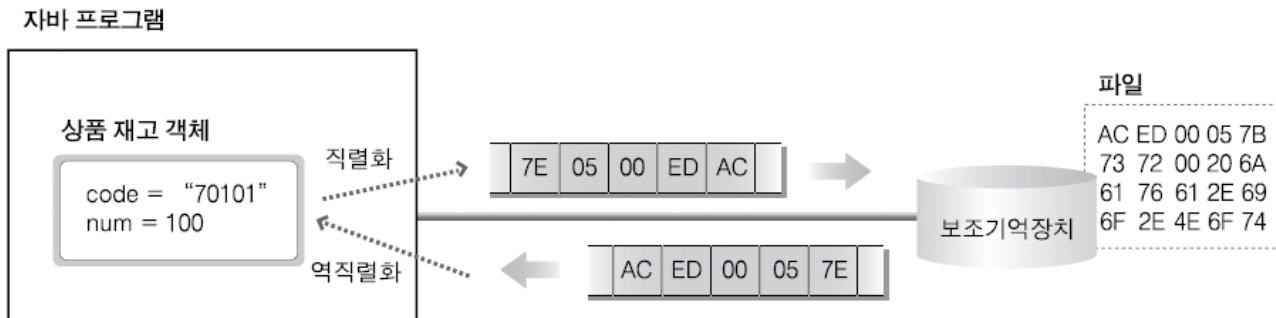 자바 프로그램
상품 재고 객체
code = “70101”
num = 100
직렬화
역직렬화
7E 05 00 ED AC
AC ED 00 05 7E
보조기억장치
파일
AC ED 00 05 7B
73 72 00 20 6A
61 76 61 2E 69
6F 2E 4E 6F 74